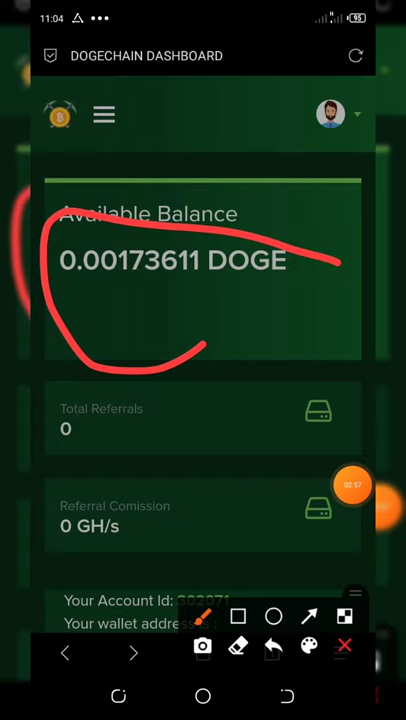 11:04
95
DOGECHAIN DASHBOARD
Available Balance
0.00173611 DOGE
Total Referrals
0
Referral Comission
0 GH/s
02:57
Your Account Id:
Your wallet address :